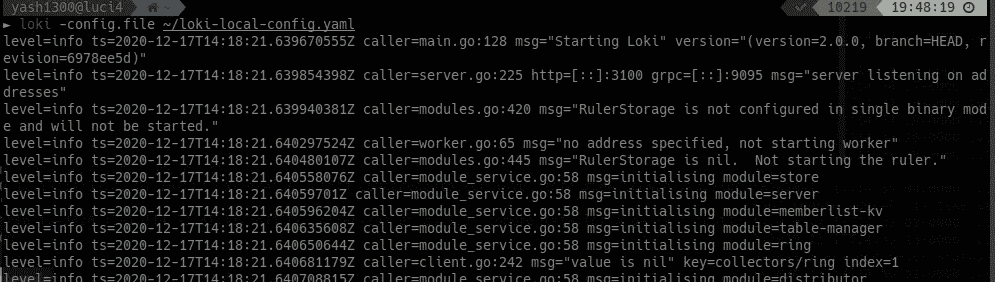 yash1300@luci4 ~ ✓ 10219 19:48:19
► loki -config.file ~/loki-local-config.yaml
level=info ts=2020-12-17T14:18:21.639670555Z caller=main.go:128 msg="Starting Loki" version="(version=2.0.0, branch=HEAD, r
evision=6978ee5d)"
level=info ts=2020-12-17T14:18:21.639854398Z caller=server.go:225 http=[::]:3100 grpc=[::]:9095 msg="server listening on ad
dresses"
level=info ts=2020-12-17T14:18:21.639940381Z caller=modules.go:420 msg="RulerStorage is not configured in single binary mod
e and will not be started."
level=info ts=2020-12-17T14:18:21.640297524Z caller=worker.go:65 msg="no address specified, not starting worker"
level=info ts=2020-12-17T14:18:21.640480107Z caller=modules.go:445 msg="RulerStorage is nil.  Not starting the ruler."
level=info ts=2020-12-17T14:18:21.640558076Z caller=module_service.go:58 msg=initialising module=store
level=info ts=2020-12-17T14:18:21.64059701Z caller=module_service.go:58 msg=initialising module=server
level=info ts=2020-12-17T14:18:21.640596204Z caller=module_service.go:58 msg=initialising module=memberlist-kv
level=info ts=2020-12-17T14:18:21.640635608Z caller=module_service.go:58 msg=initialising module=table-manager
level=info ts=2020-12-17T14:18:21.640650644Z caller=module_service.go:58 msg=initialising module=ring
level=info ts=2020-12-17T14:18:21.640681179Z caller=client.go:242 msg="value is nil" key=collectors/ring index=1
level=info ts=2020-12-17T14:18:21.640708815Z caller=module_service.go:58 msg=initialising module=distributor